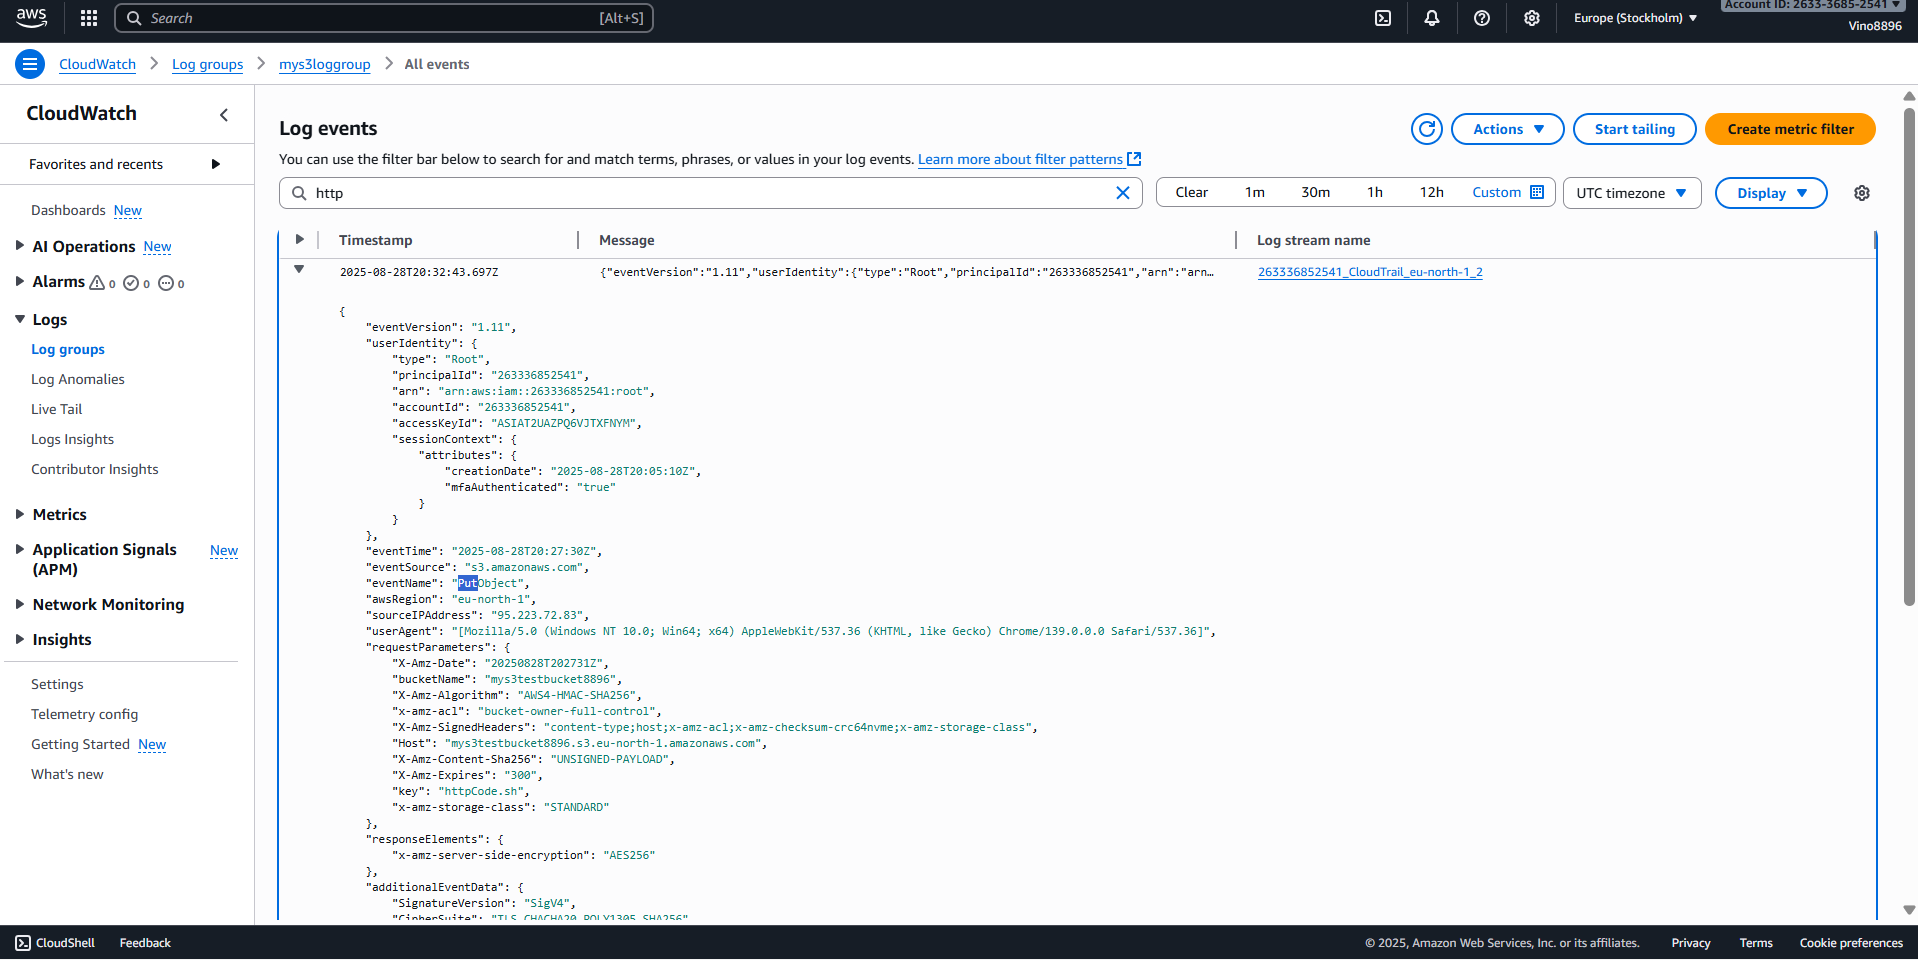 aws
Search [Alt+S]
Europe (Stockholm)
Account ID: 2633-3685-2541
Vino8896
CloudWatch
Log groups
mys3loggroup
All events
CloudWatch
Favorites and recents
Dashboards New
AI Operations New
Alarms 0 0 0
Logs
Log groups
Log Anomalies
Live Tail
Logs Insights
Contributor Insights
Metrics
Application Signals New
(APM)
Network Monitoring
Insights
Settings
Telemetry config
Getting Started New
What's new
Log events
Actions
Start tailing
Create metric filter
You can use the filter bar below to search for and match terms, phrases, or values in your log events. Learn more about filter patterns
http
Clear 1m 30m 1h 12h Custom
UTC timezone
Display
Timestamp Message Log stream name
2025-08-28T20:32:43.697Z {"eventVersion":"1.11","userIdentity":{"type":"Root","principalId":"263336852541","arn":"arn… 263336852541_CloudTrail_eu-north-1_2
{
"eventVersion": "1.11",
"userIdentity": {
"type": "Root",
"principalId": "263336852541",
"arn": "arn:aws:iam::263336852541:root",
"accountId": "263336852541",
"accessKeyId": "ASIAT2UAZPQ6VJTXFNYM",
"sessionContext": {
"attributes": {
"creationDate": "2025-08-28T20:05:10Z",
"mfaAuthenticated": "true"
}
}
},
"eventTime": "2025-08-28T20:27:30Z",
"eventSource": "s3.amazonaws.com",
"eventName": "PutObject",
"awsRegion": "eu-north-1",
"sourceIPAddress": "95.223.72.83",
"userAgent": "[Mozilla/5.0 (Windows NT 10.0; Win64; x64) AppleWebKit/537.36 (KHTML, like Gecko) Chrome/139.0.0.0 Safari/537.36]",
"requestParameters": {
"X-Amz-Date": "20250828T202731Z",
"bucketName": "mys3testbucket8896",
"X-Amz-Algorithm": "AWS4-HMAC-SHA256",
"x-amz-acl": "bucket-owner-full-control",
"X-Amz-SignedHeaders": "content-type;host;x-amz-acl;x-amz-checksum-crc64nvme;x-amz-storage-class",
"Host": "mys3testbucket8896.s3.eu-north-1.amazonaws.com",
"X-Amz-Content-Sha256": "UNSIGNED-PAYLOAD",
"X-Amz-Expires": "300",
"key": "httpCode.sh",
"x-amz-storage-class": "STANDARD"
},
"responseElements": {
"x-amz-server-side-encryption": "AES256"
},
"additionalEventData": {
"SignatureVersion": "SigV4",
"CipherSuite": "TLS_CHACHA20_POLY1305_SHA256"
CloudShell
Feedback
© 2025, Amazon Web Services, Inc. or its affiliates.
Privacy
Terms
Cookie preferences